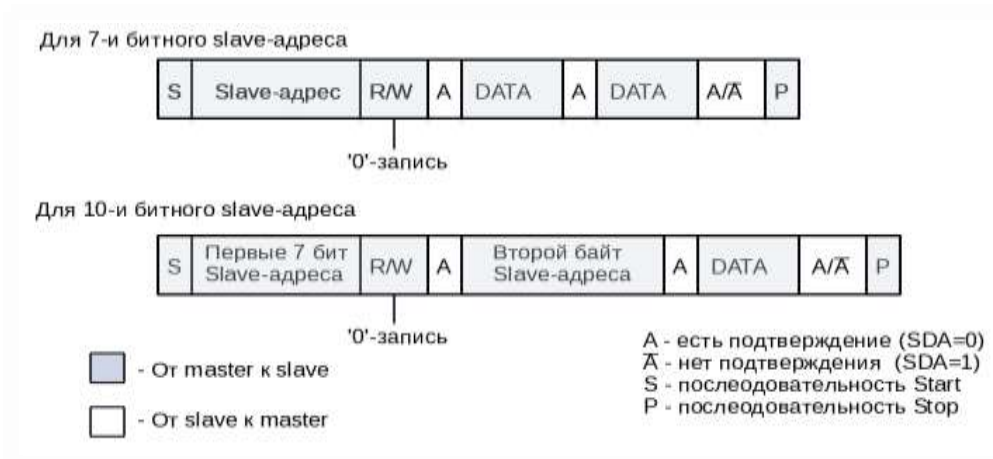 Для 7-и битного slave-адреса
S Slave-адрес R/W A DATA A DATA A/A̅ P
'0'-запись
Для 10-и битного slave-адреса
S Первые 7 бит Slave-адреса R/W A Второй байт Slave-адреса A DATA A/A̅ P
'0'-запись
- От master к slave
- От slave к master
A - есть подтверждение (SDA=0)
A̅ - нет подтверждения (SDA=1)
S - послеодовательность Start
P - послеодовательность Stop